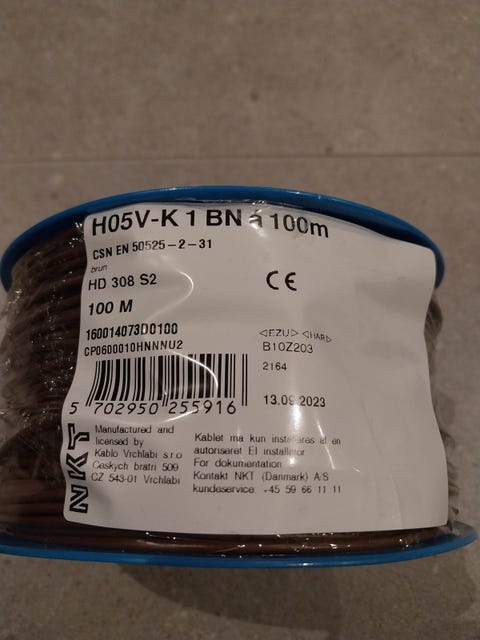 H05V-K 1 BN á 100m
CSN EN 50525-2-31
brun
HD 308 S2
CE
100 M
160014073D0100
CP0600010HNNNU2
<EZU> <HAR>
B10Z203
2164
13.09.2023
5 702950 255916
NKT
Manufactured and
licensed by
Kablo Vrchlabi s.r.o
Ceskych bratri 509
CZ 543-01 Vrchlabi
Kablet ma kun installeres af en
autoriseret El installatør
For dokumentation
Kontakt NKT (Danmark) A/S
kundeservice: +45 59 66 11 11